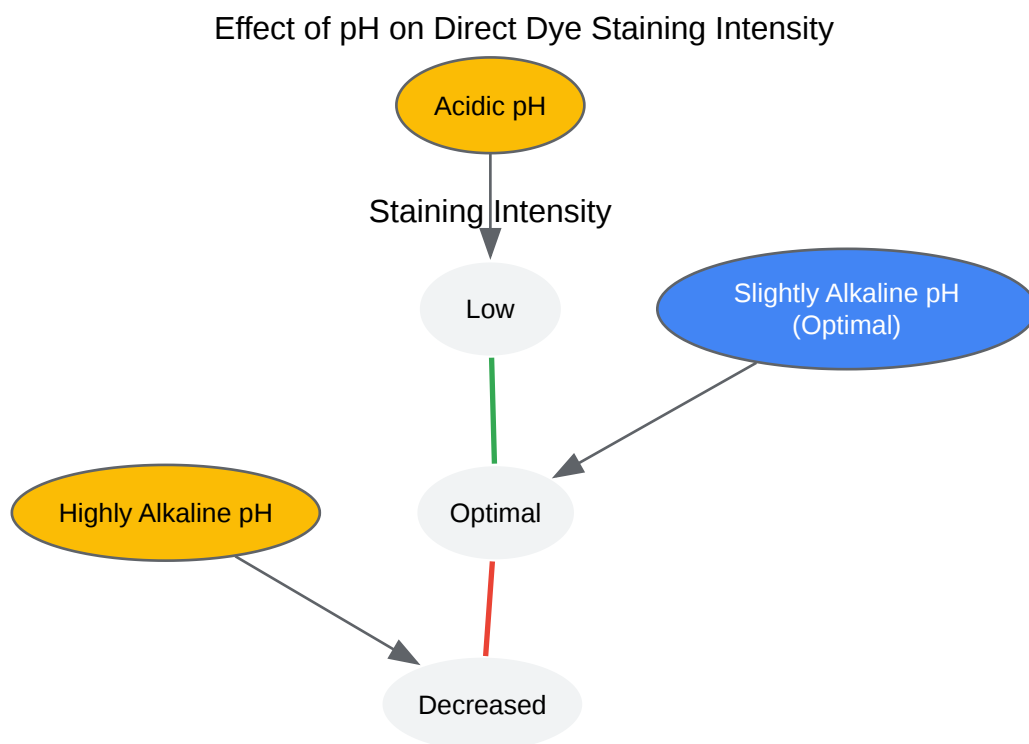 Effect of pH on Direct Dye Staining Intensity
Acidic pH
Staining Intensity
Low
Slightly Alkaline pH
(Optimal)
Highly Alkaline pH
Optimal
Decreased